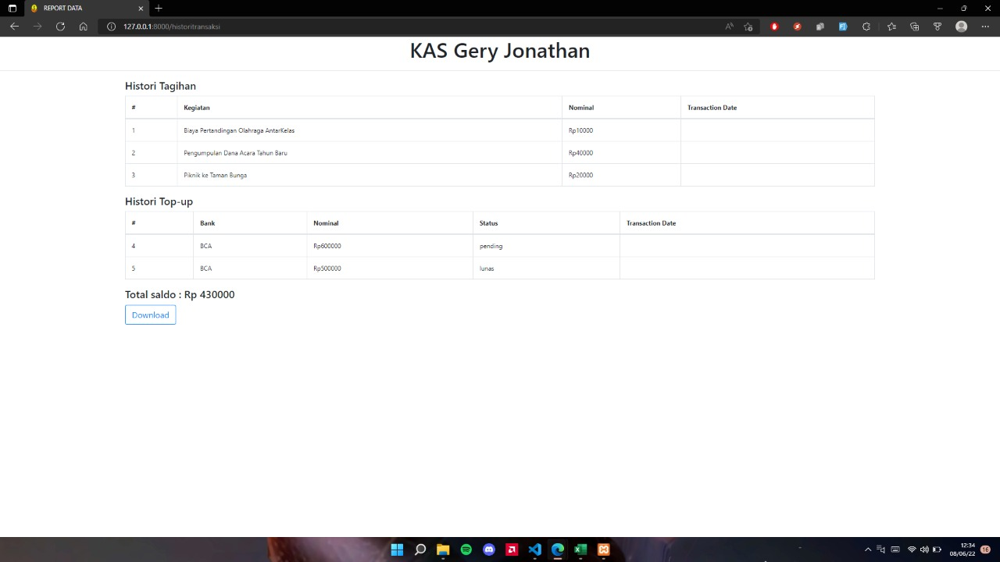 REPORT DATA
127.0.0.1:8000/historitransaksi
KAS Gery Jonathan
Histori Tagihan
# Kegiatan Nominal Transaction Date
1 Biaya Pertandingan Olahraga AntarKelas Rp10000
2 Pengumpulan Dana Acara Tahun Baru Rp40000
3 Piknik ke Taman Bunga Rp20000
Histori Top-up
# Bank Nominal Status Transaction Date
4 BCA Rp600000 pending
5 BCA Rp500000 lunas
Total saldo : Rp 430000
Download
12:34
08/06/22
16